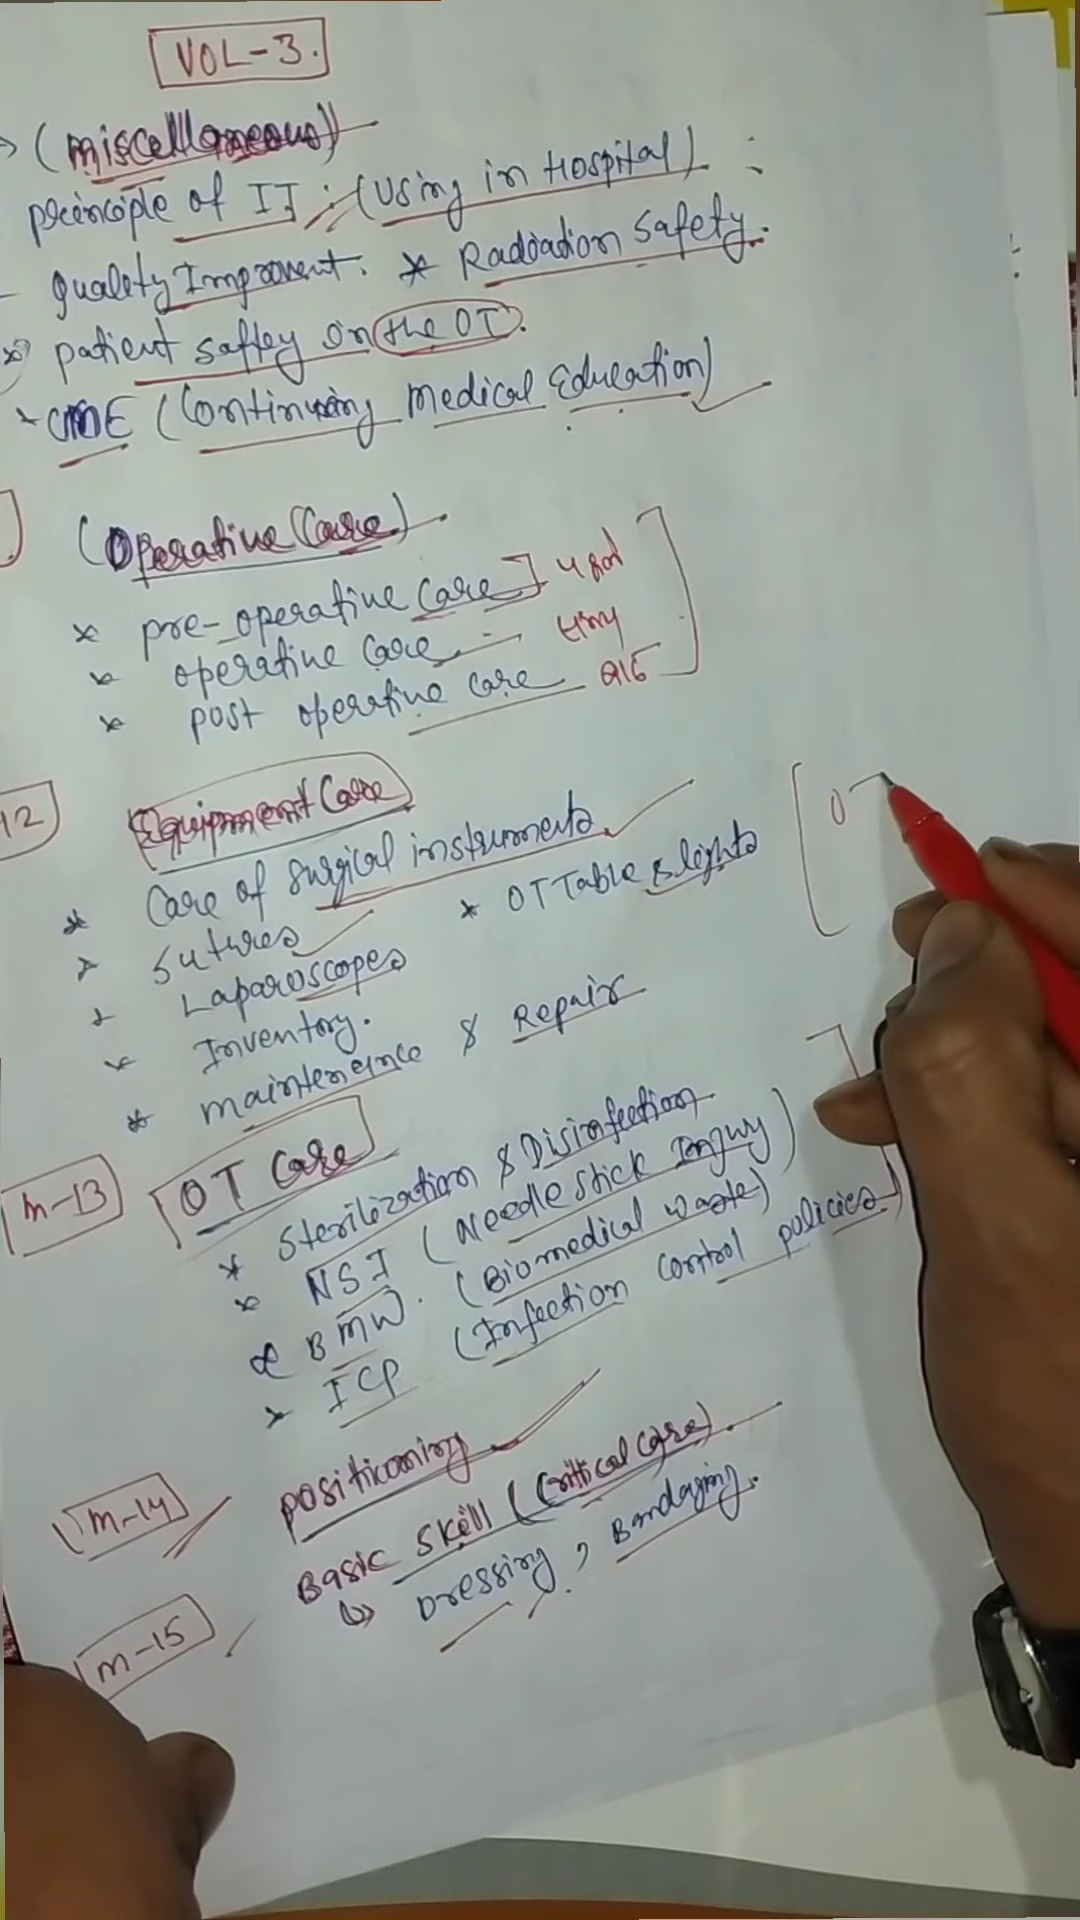 VOL-3.
(miscellaneous)
principle of IT : (Using in Hospital) :
Quality Improvent. * Radiation safety.
patient saftey in the OT.
CME (Continuing medical Education)
(Operative Care)
* pre-operative care
* operative care
* post operative care
12 Equipment Care
* Care of surgical instruments
* Sutures * OT Table & lights
* Laparoscopes
* Inventory.
* maintenance & Repair
M-13 OT Care
* Sterilization & Disinfection
* NSI (Needle stick Injury)
* BMW. (Biomedical waste)
* ICP (Infection Control policies)
M-14 positioning
M-15 Basic Skill (Critical Care).
Dressing, Bandaging.